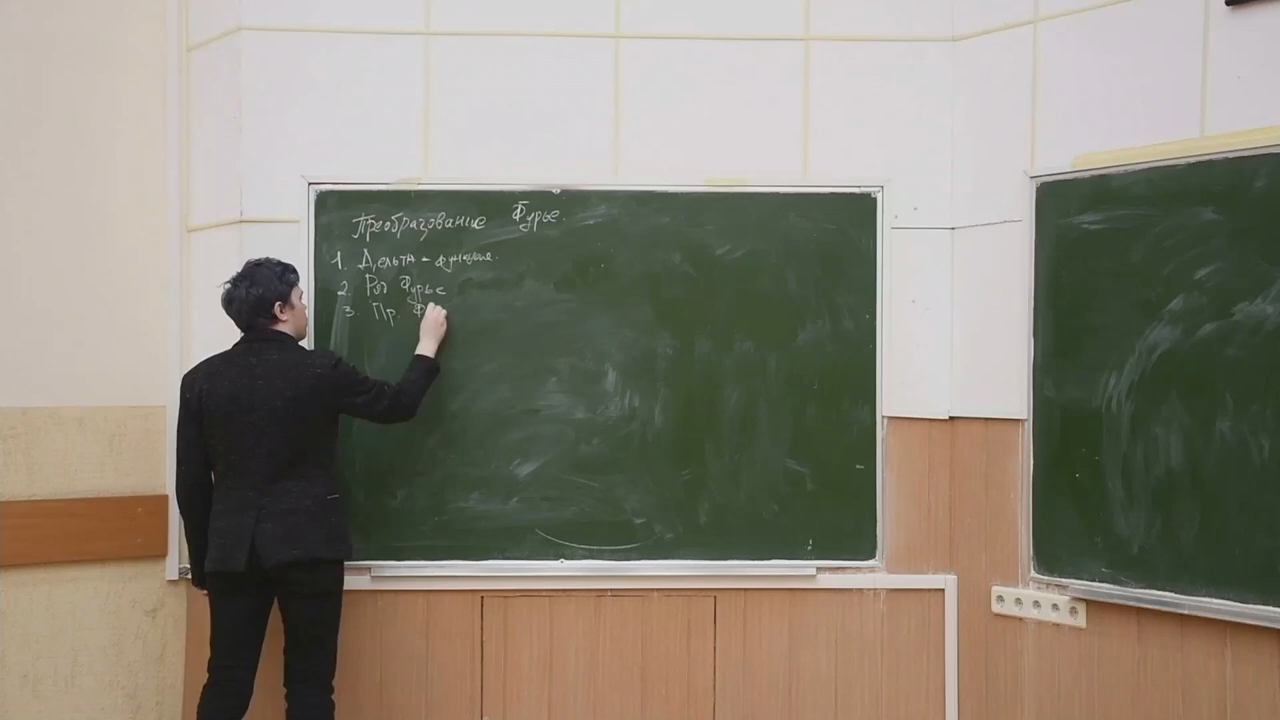 Преобразование Фурье.
1. Дельта - функция.
2. Ряд Фурье
3. Пр. Ф